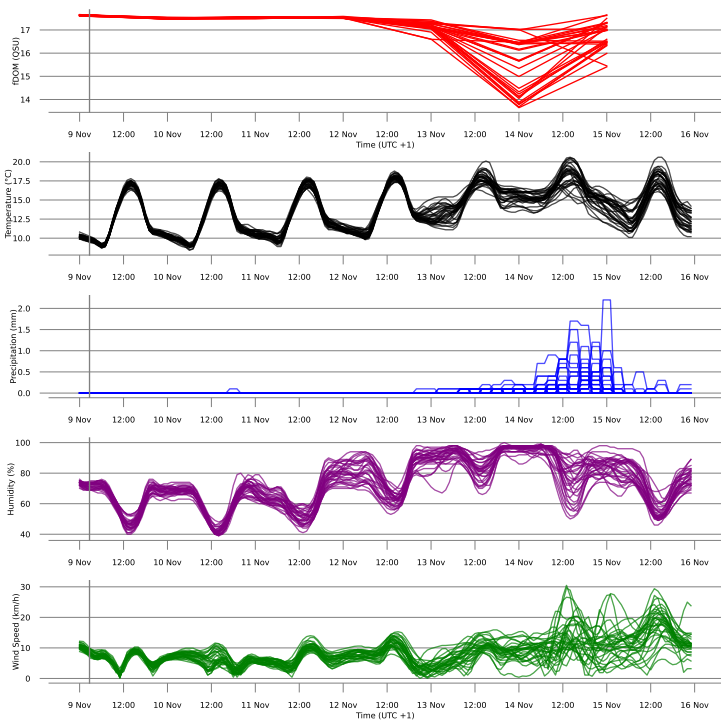 17
16
15
14
fDOM (QSU)
9 Nov 12:00 10 Nov 12:00 11 Nov 12:00 12 Nov 12:00 13 Nov 12:00 14 Nov 12:00 15 Nov 12:00 16 Nov
Time (UTC +1)
20.0
17.5
15.0
12.5
10.0
Temperature (°C)
9 Nov 12:00 10 Nov 12:00 11 Nov 12:00 12 Nov 12:00 13 Nov 12:00 14 Nov 12:00 15 Nov 12:00 16 Nov
2.0
1.5
1.0
0.5
0.0
Precipitation (mm)
9 Nov 12:00 10 Nov 12:00 11 Nov 12:00 12 Nov 12:00 13 Nov 12:00 14 Nov 12:00 15 Nov 12:00 16 Nov
100
80
60
40
Humidity (%)
9 Nov 12:00 10 Nov 12:00 11 Nov 12:00 12 Nov 12:00 13 Nov 12:00 14 Nov 12:00 15 Nov 12:00 16 Nov
30
20
10
0
Wind Speed (km/h)
9 Nov 12:00 10 Nov 12:00 11 Nov 12:00 12 Nov 12:00 13 Nov 12:00 14 Nov 12:00 15 Nov 12:00 16 Nov
Time (UTC +1)